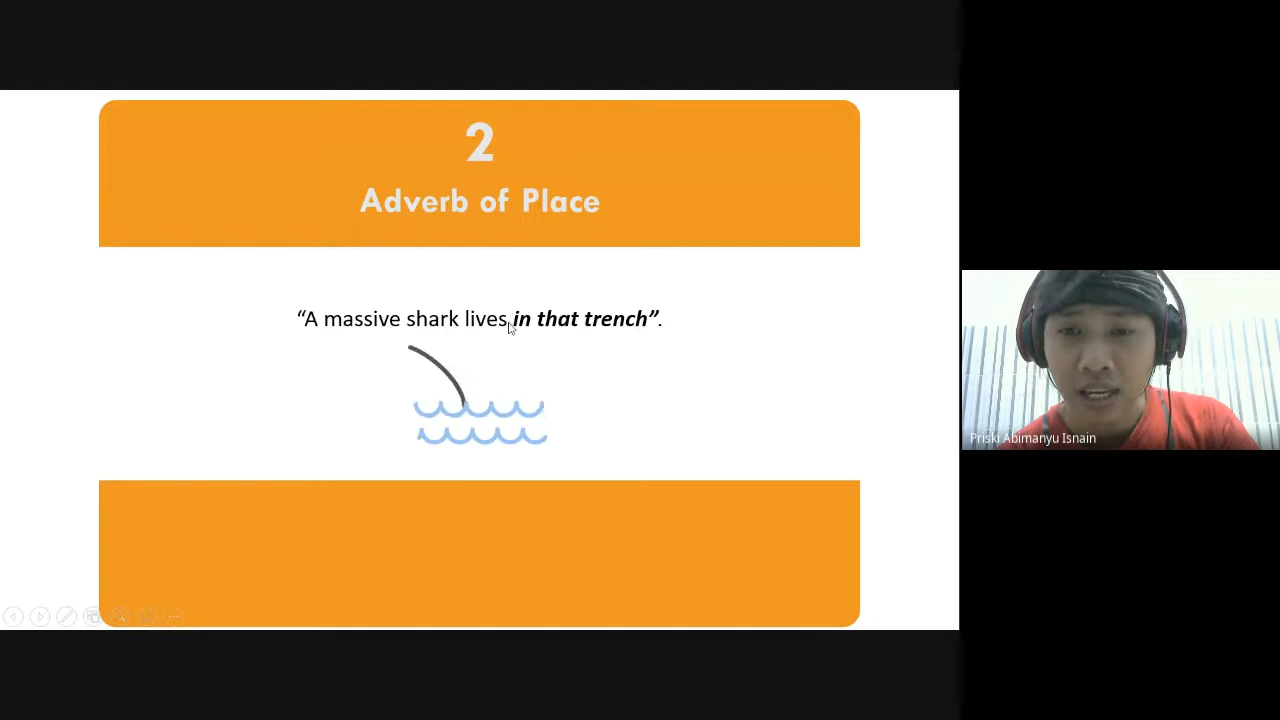 2
Adverb of Place
“A massive shark lives in that trench”.
Priski Abimanyu Isnain